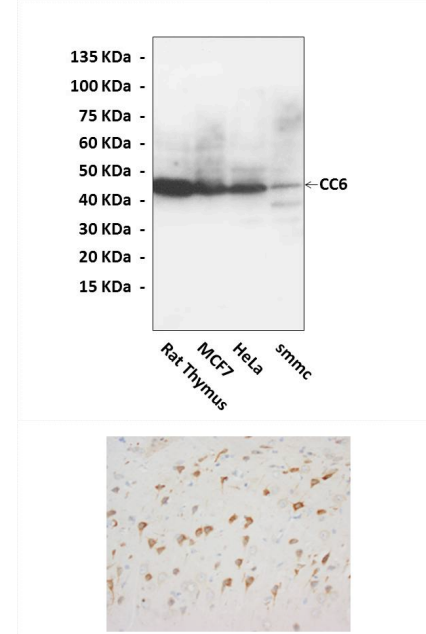 135 KDa -
100 KDa -
75 KDa -
60 KDa -
50 KDa -
←CC6
40 KDa -
30 KDa -
20 KDa -
15 KDa -
Rat Thymus
MCF7
HeLa
smmc